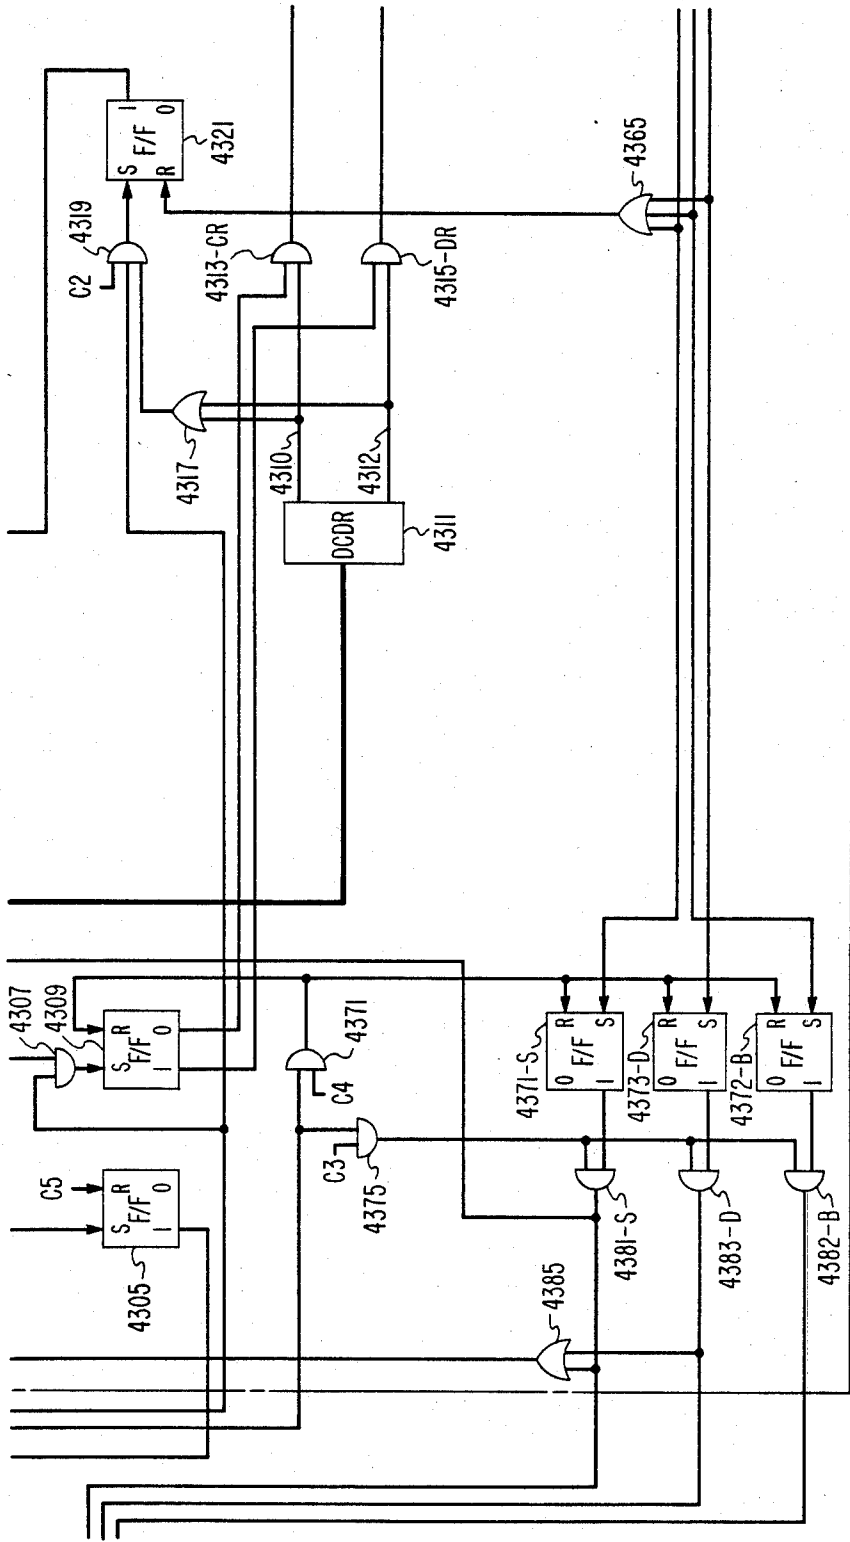 1
F/F
0
S
R
4321
4319
C2
4365
4313-CR
4315-DR
4317
4310
4312
DCDR
4311
4307
4309
R
0
F/F
S
1
4371
C4
C3
4375
C5
R
0
F/F
S
1
4305
4371-S
R
S
F/F
0
1
4373-D
R
S
F/F
0
1
4372-B
R
S
F/F
0
1
4381-S
4383-D
4382-B
4385